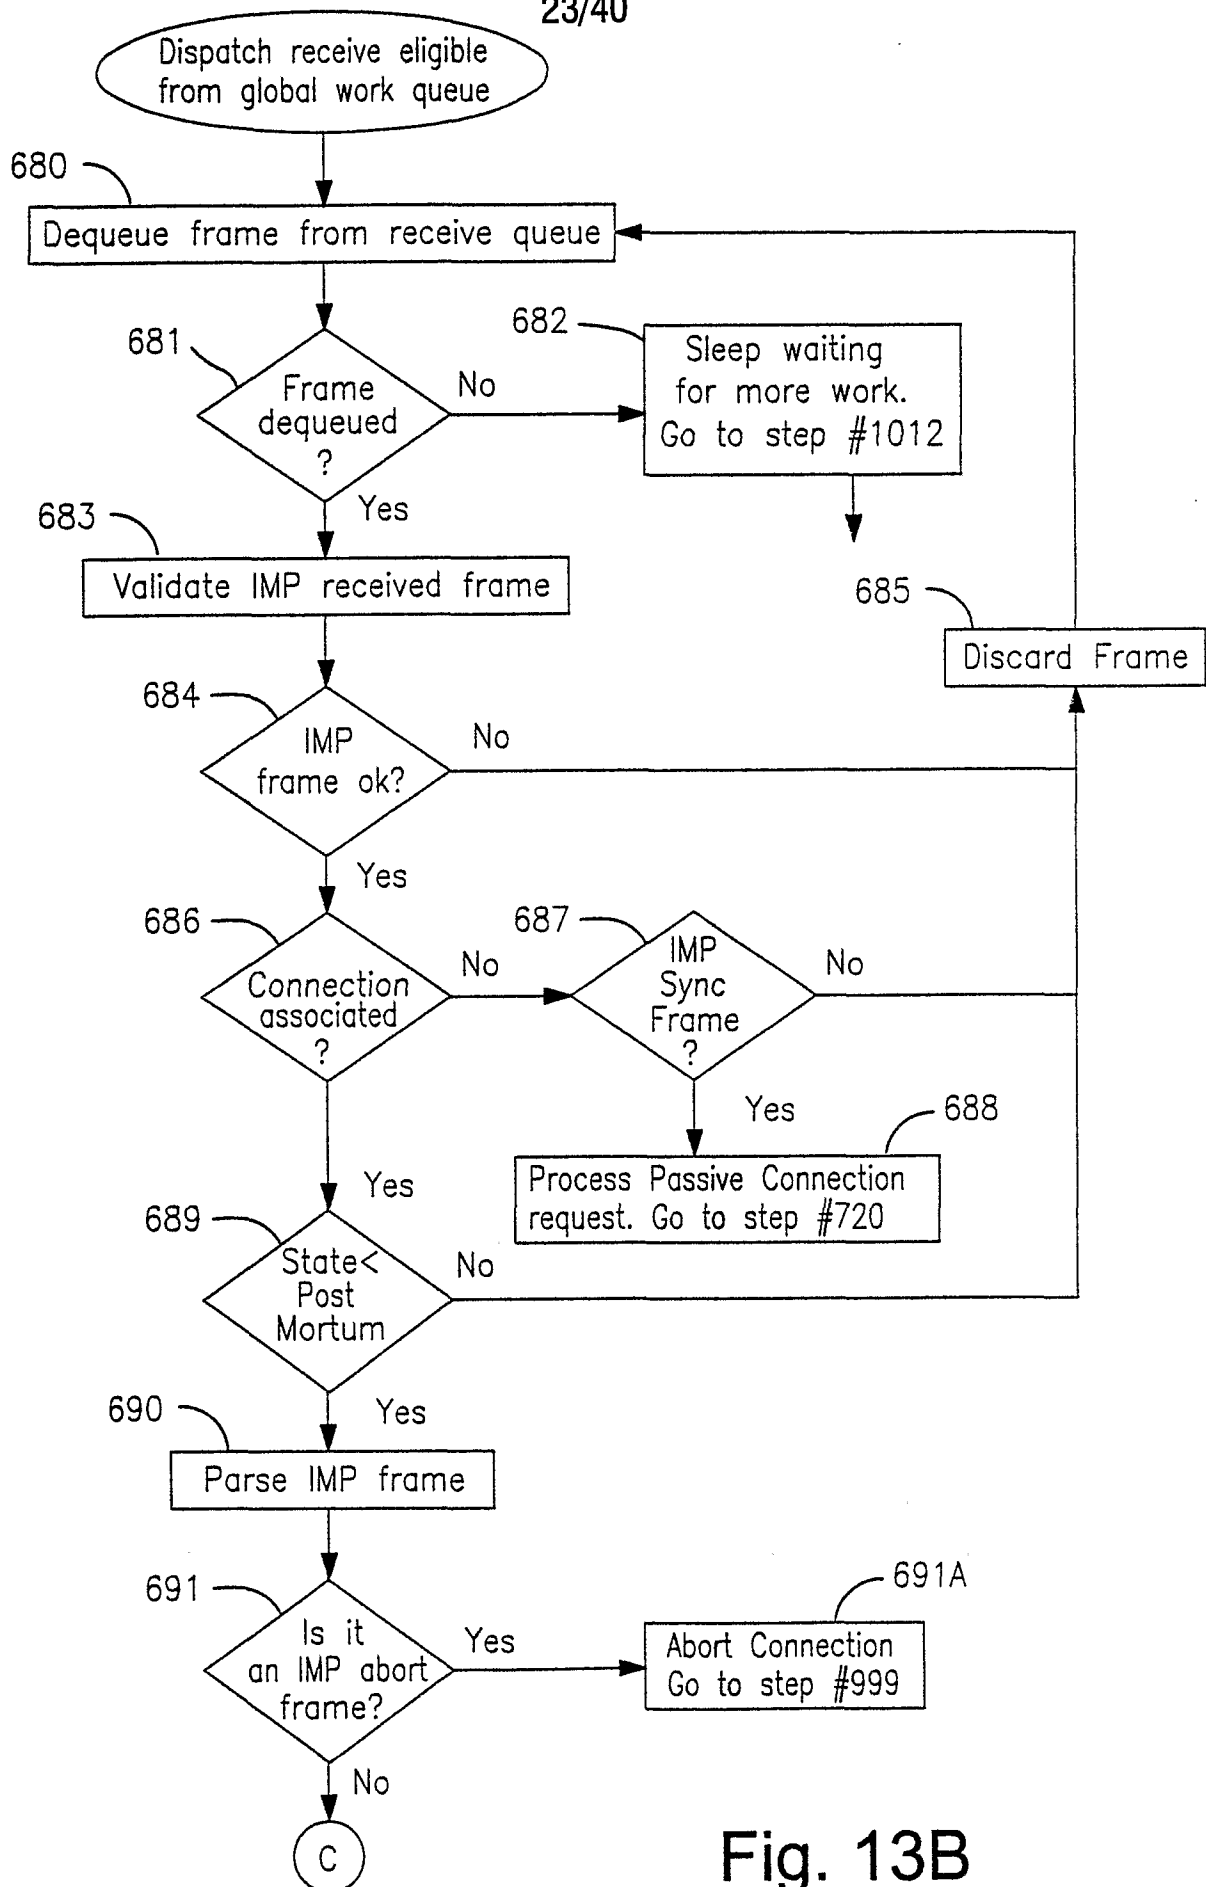 23/40
Dispatch receive eligible
from global work queue
680
Dequeue frame from receive queue
681
Frame
dequeued
?
No
682
Sleep waiting
for more work.
Go to step #1012
Yes
683
Validate IMP received frame
685
Discard Frame
684
IMP
frame ok?
No
Yes
686
Connection
associated
?
No
687
IMP
Sync
Frame
?
No
Yes
688
Process Passive Connection
request. Go to step #720
Yes
689
State<
Post
Mortum
No
Yes
690
Parse IMP frame
691
Is it
an IMP abort
frame?
Yes
691A
Abort Connection
Go to step #999
No
C
Fig. 13B